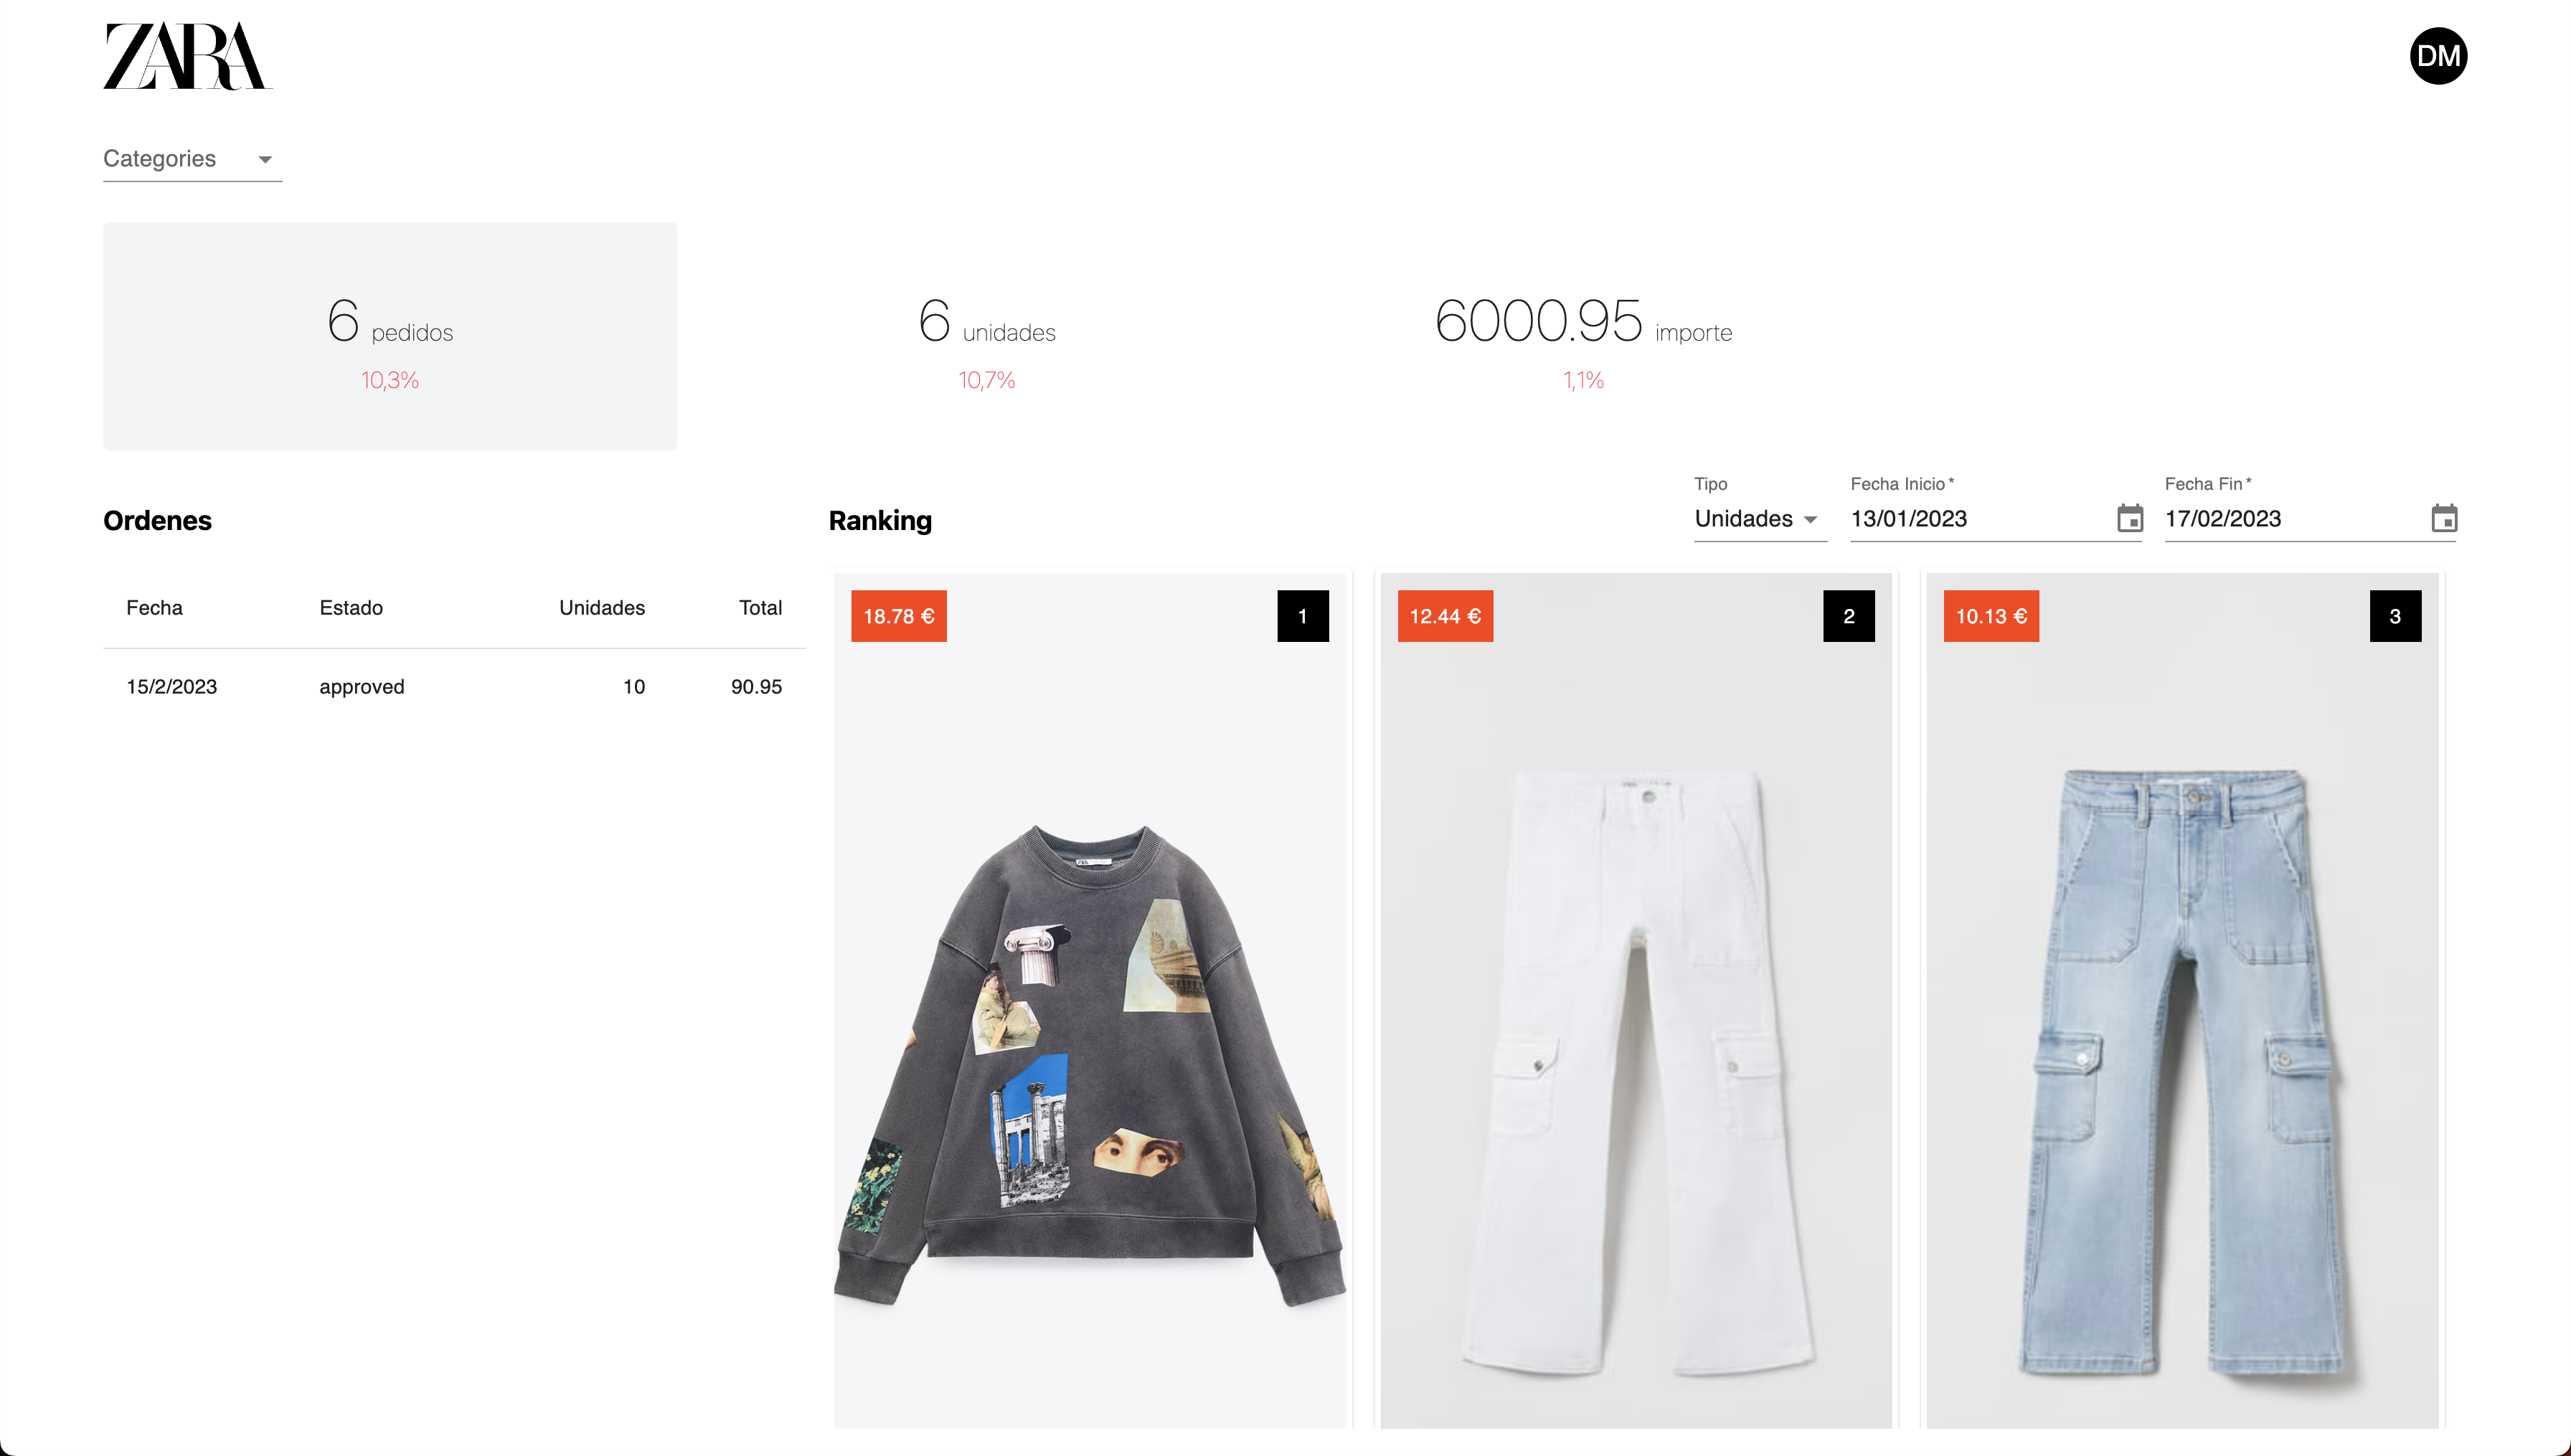 ZARA
DM
Categories
6 pedidos
10,3%
6 unidades
10,7%
6000.95 importe
1,1%
Ordenes
Fecha Estado Unidades Total
15/2/2023 approved 10 90.95
Ranking
Tipo
Unidades
Fecha Inicio *
13/01/2023
Fecha Fin *
17/02/2023
18.78 €
1
12.44 €
2
10.13 €
3